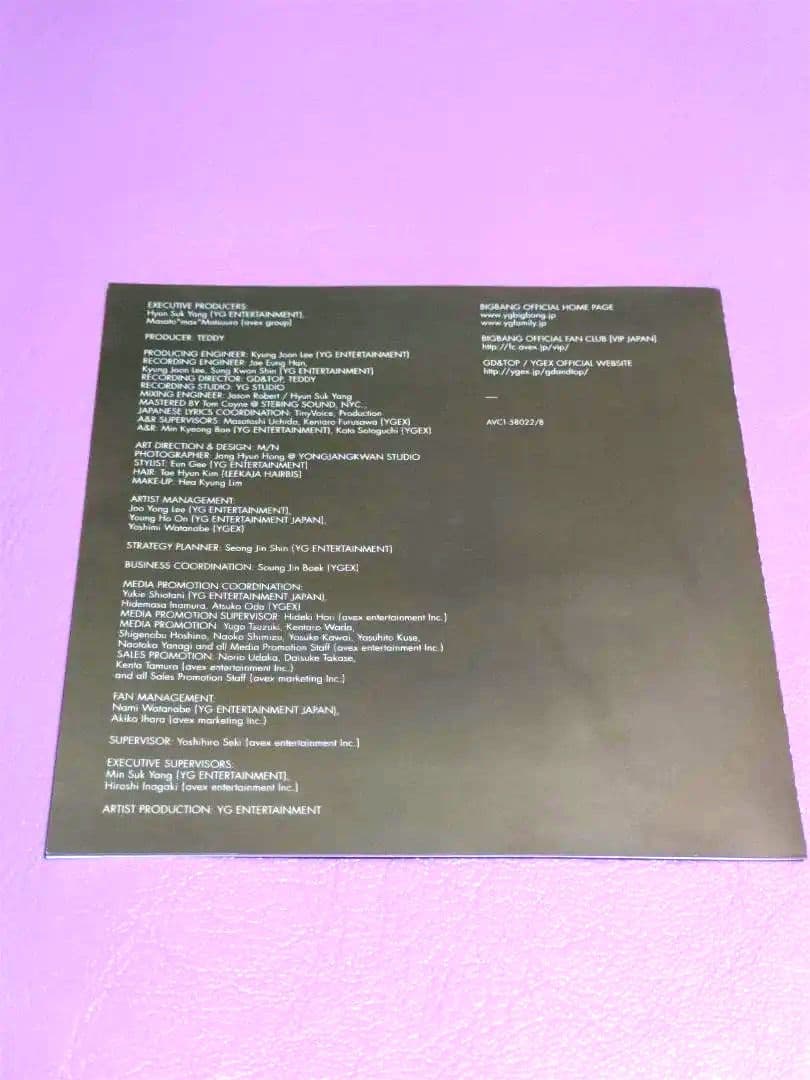 EXECUTIVE PRODUCERS:
Hyun Suk Yang (YG ENTERTAINMENT),
Masato"max"Matsuura (avex group)
PRODUCER: TEDDY
PRODUCING ENGINEER: Kyung Joon Lee (YG ENTERTAINMENT)
RECORDING ENGINEER: Jae Eung Han,
Kyung Joon Lee, Sung Kwon Shin (YG ENTERTAINMENT)
RECORDING DIRECTOR: GD&TOP, TEDDY
RECORDING STUDIO: YG STUDIO
MIXING ENGINEER: Jason Robert / Hyun Suk Yang
MASTERED BY Tom Coyne @ STERING SOUND, NYC.,
JAPANESE LYRICS COORDINATION: TinyVoice, Production
A&R SUPERVISORS: Masatoshi Uchida, Kentaro Furusawa (YGEX)
A&R: Min Kyeong Bae (YG ENTERTAINMENT), Kato Satoguchi (YGEX)
ART DIRECTION & DESIGN: M/N
PHOTOGRAPHER: Jang Hyun Hong @ YONGJANGKWAN STUDIO
STYLIST: Eun Gee (YG ENTERTAINMENT)
HAIR: Tae Hyun Kim (LEEKAJA HAIRBIS)
MAKE-UP: Hea Kyung Lim
ARTIST MANAGEMENT:
Joo Yong Lee (YG ENTERTAINMENT),
Young Ho On (YG ENTERTAINMENT JAPAN),
Yoshimi Watanabe (YGEX)
STRATEGY PLANNER: Seong Jin Shin (YG ENTERTAINMENT)
BUSINESS COORDINATION: Soung Jin Baek (YGEX)
MEDIA PROMOTION COORDINATION:
Yukie Shiotani (YG ENTERTAINMENT JAPAN),
Hidemasa Inamura, Atsuko Oda (YGEX)
MEDIA PROMOTION SUPERVISOR: Hideki Hori (avex entertainment Inc.)
MEDIA PROMOTION: Yugo Tsuzuki, Kentaro Wada,
Shigenobu Hoshino, Naoko Shimizu, Yosuke Kawai, Yasuhito Kuse,
Naotaka Yanagi and all Media Promotion Staff (avex entertainment Inc.)
SALES PROMOTION: Norio Udaka, Daisuke Takase,
Kenta Tamura (avex entertainment Inc.)
and all Sales Promotion Staff (avex marketing Inc.)
FAN MANAGEMENT:
Nami Watanabe (YG ENTERTAINMENT JAPAN),
Akiko Ihara (avex marketing Inc.)
SUPERVISOR: Yoshihiro Seki (avex entertainment Inc.)
EXECUTIVE SUPERVISORS:
Min Suk Yang (YG ENTERTAINMENT),
Hiroshi Inagaki (avex entertainment Inc.)
ARTIST PRODUCTION: YG ENTERTAINMENT
BIGBANG OFFICIAL HOME PAGE
www.ygbigbang.jp
www.ygfamily.jp
BIGBANG OFFICIAL FAN CLUB [VIP JAPAN]
http://fc.avex.jp/vip/
GD&TOP / YGEX OFFICIAL WEBSITE
http://ygex.jp/gdandtop/
—
AVC1-58022/B